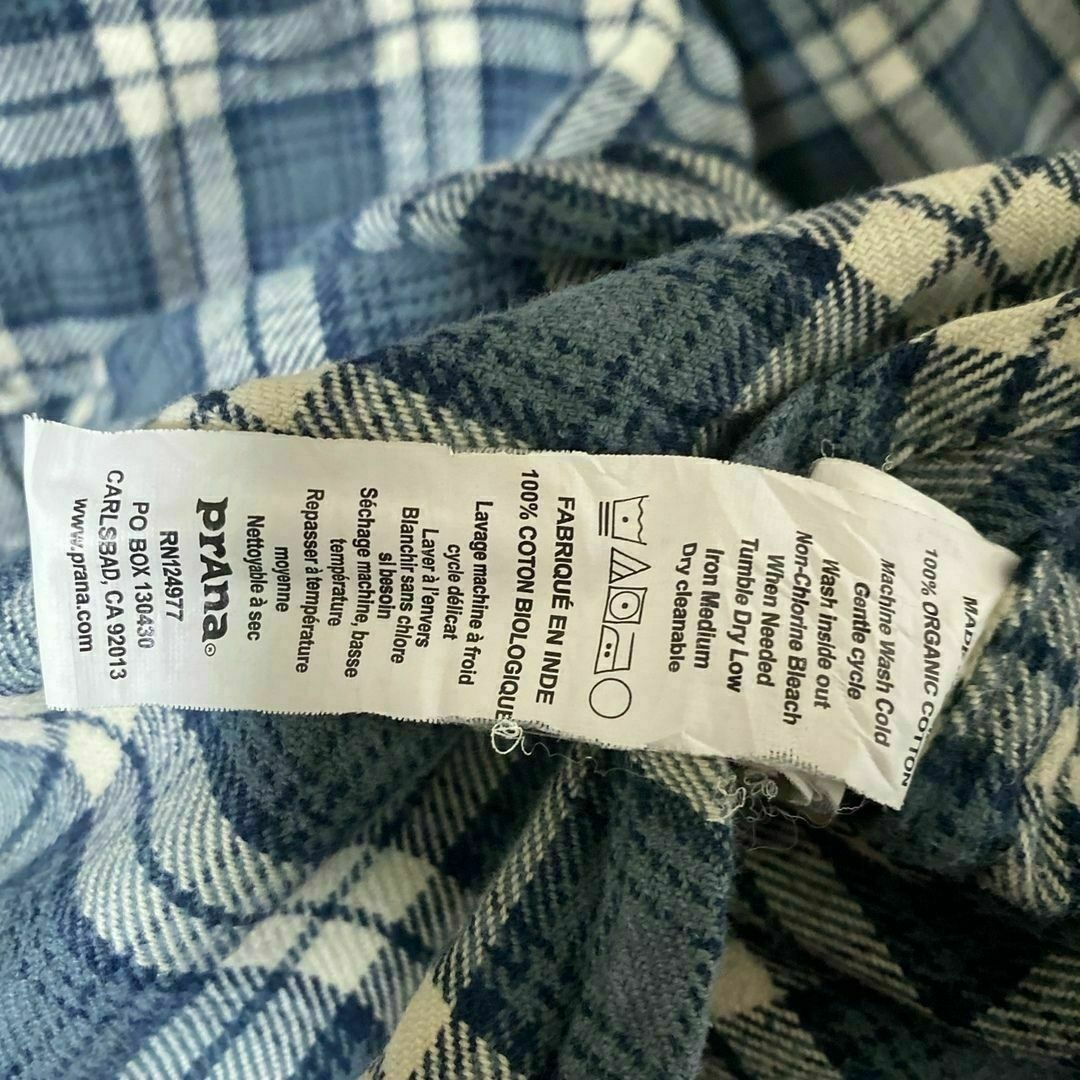 100% ORGANIC COTTON
Machine Wash Cold
Gentle cycle
Wash inside out
Non-Chlorine Bleach
When Needed
Tumble Dry Low
Iron Medium
Dry cleanable
FABRIQUÉ EN INDE
100% COTON BIOLOGIQUE
Lavage machine à froid
cycle délicat
Laver à l'envers
Blanchir sans chlore
si besoin
Séchage machine, basse
température
Repasser à température
moyenne
Nettoyable à sec
prAna
RN124977
PO BOX 130430
CARLSBAD, CA 92013
www.prana.com